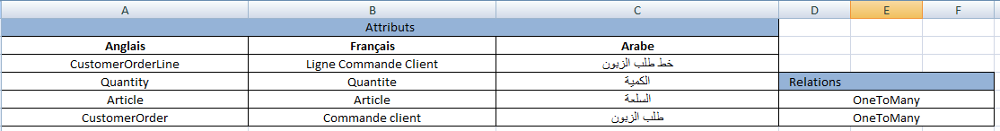 A B C D E F
Attributs
Anglais Français Arabe
CustomerOrderLine Ligne Commande Client خط طلب الزبون
Quantity Quantite الكمية Relations
Article Article السلعة OneToMany
CustomerOrder Commande client طلب الزبون OneToMany